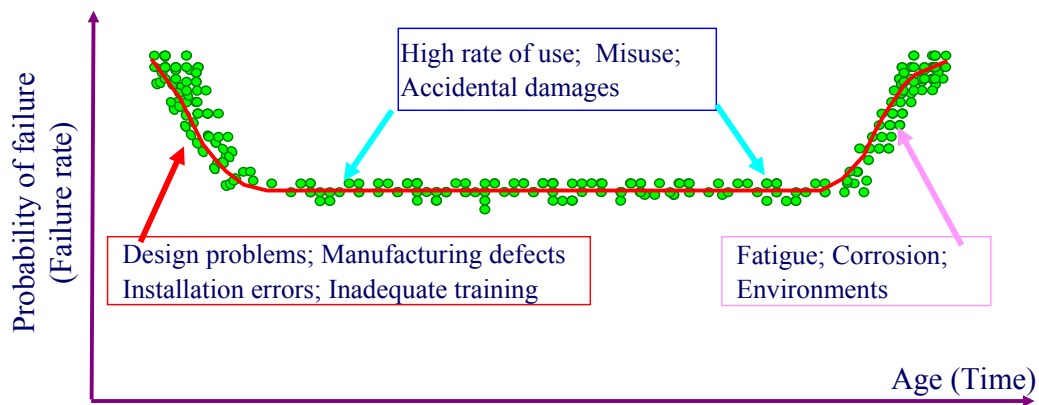 Probability of failure
(Failure rate)
High rate of use; Misuse;
Accidental damages
Design problems; Manufacturing defects
Installation errors; Inadequate training
Fatigue; Corrosion;
Environments
Age (Time)